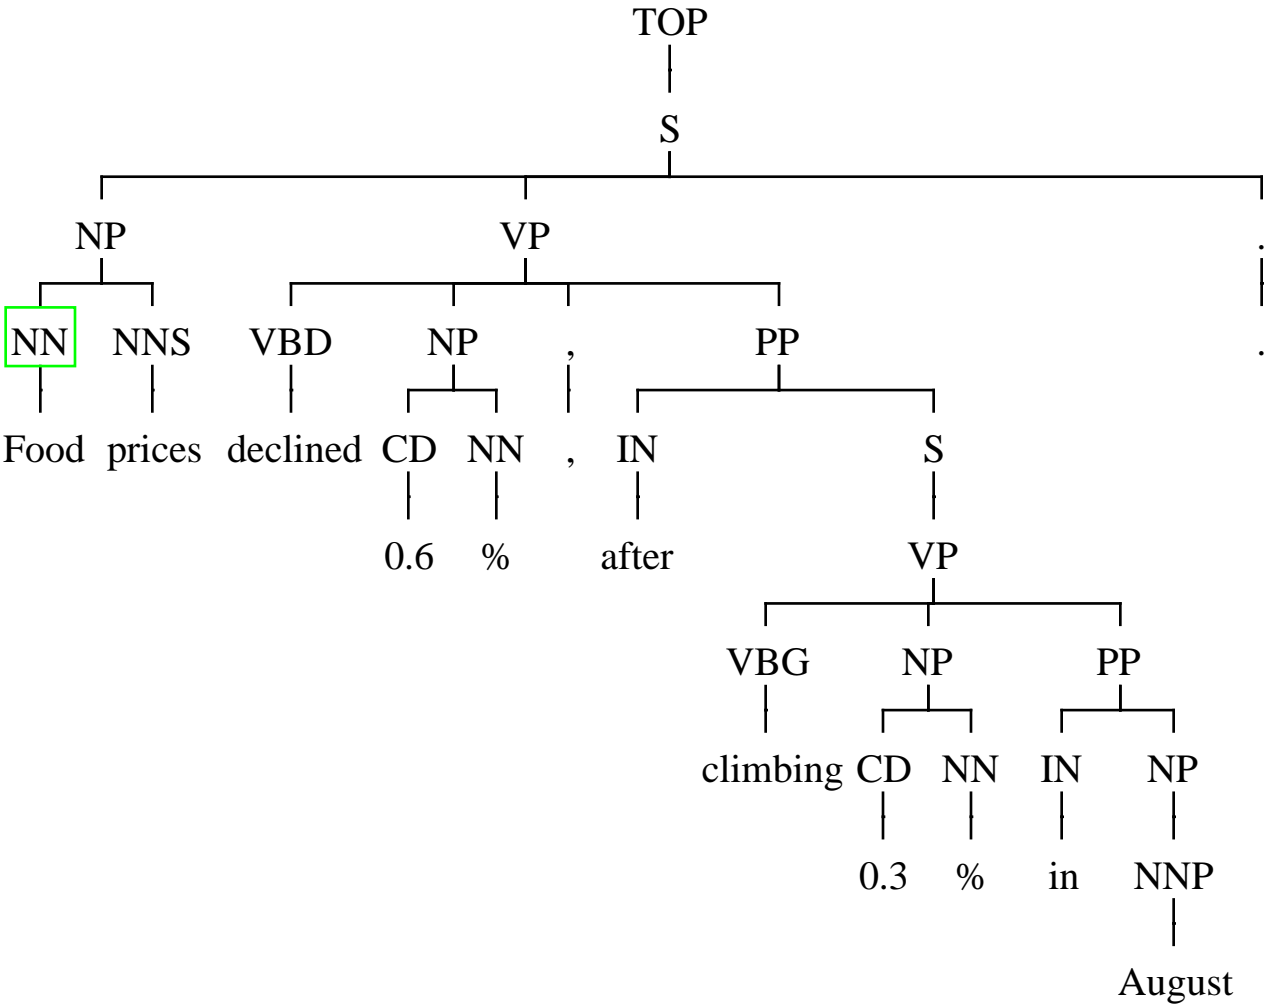 TOP
S
NP VP .
NN NNS VBD NP , PP .
Food prices declined CD NN , IN S
0.6 % after VP
VBG NP PP
climbing CD NN IN NP
0.3 % in NNP
August